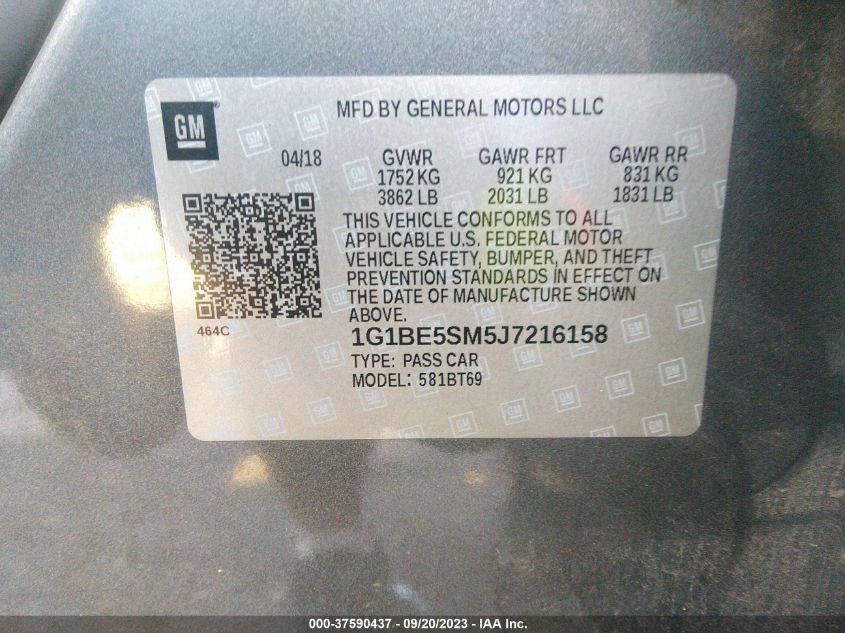 GM
MFD BY GENERAL MOTORS LLC
04/18 GVWR GAWR FRT GAWR RR
1752 KG 921 KG 831 KG
3862 LB 2031 LB 1831 LB
THIS VEHICLE CONFORMS TO ALL
APPLICABLE U.S. FEDERAL MOTOR
VEHICLE SAFETY, BUMPER, AND THEFT
PREVENTION STANDARDS IN EFFECT ON
THE DATE OF MANUFACTURE SHOWN
ABOVE.
464C
1G1BE5SM5J7216158
TYPE: PASS CAR
MODEL: 581BT69
000-37590437 - 09/20/2023 - IAA Inc.